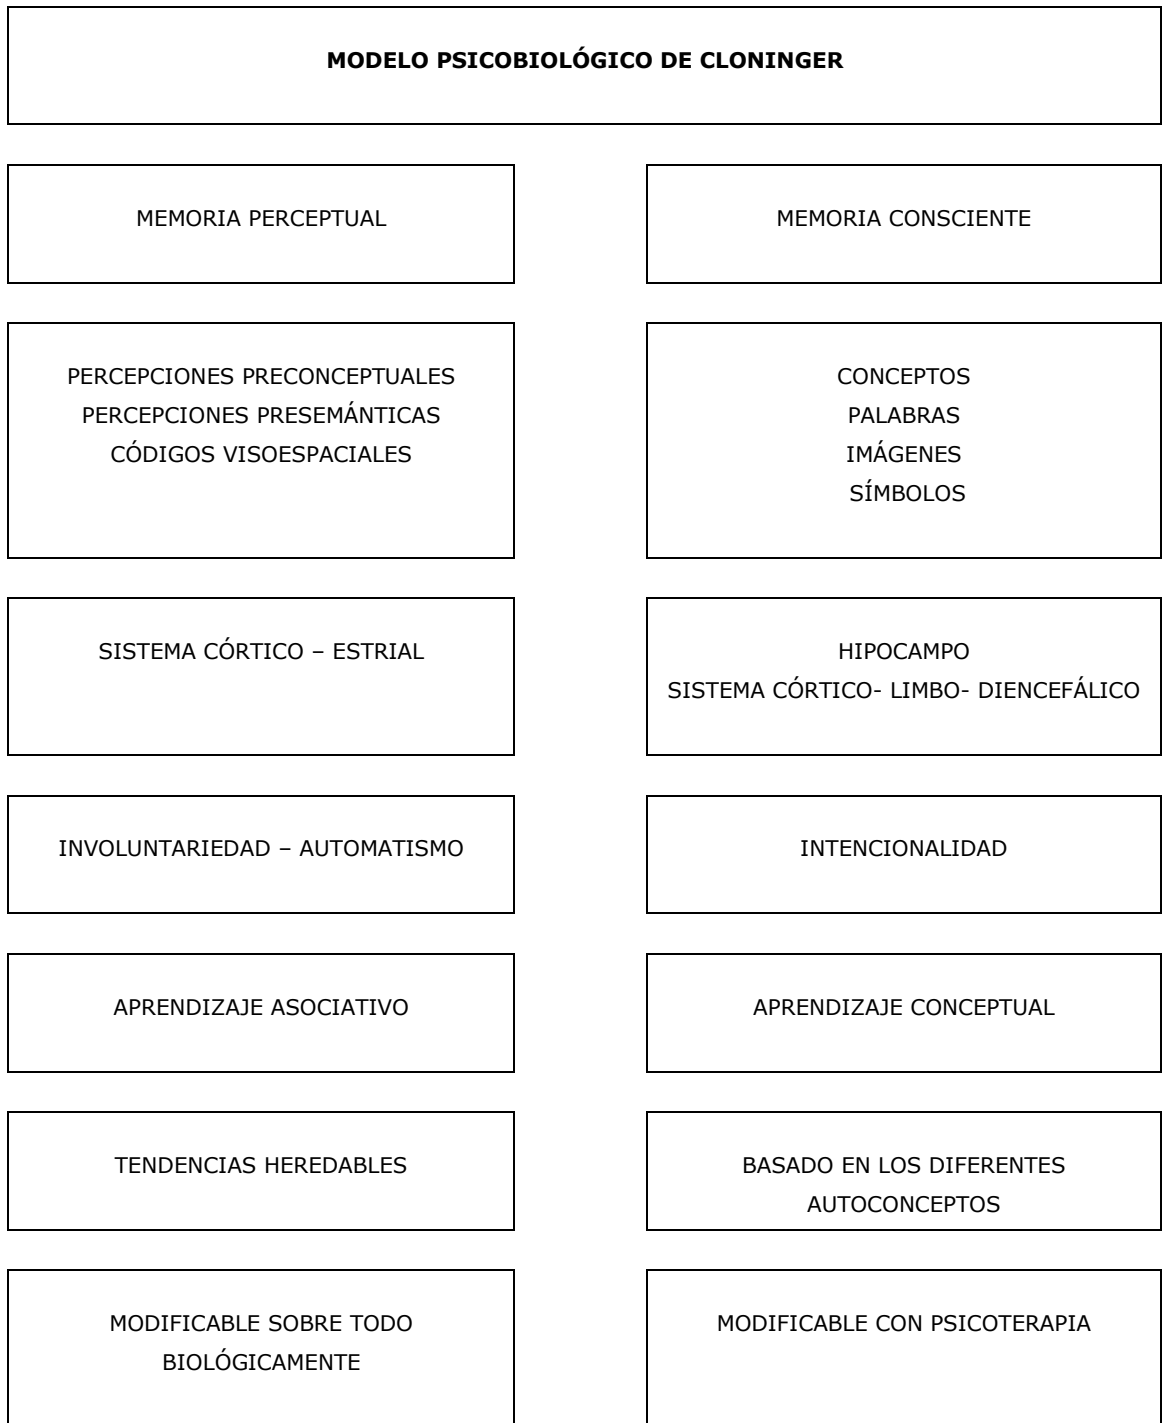 MODELO PSICOBIOLÓGICO DE CLONINGER
MEMORIA PERCEPTUAL
MEMORIA CONSCIENTE
PERCEPCIONES PRECONCEPTUALES
PERCEPCIONES PRESEMÁNTICAS
CÓDIGOS VISOESPACIALES
CONCEPTOS
PALABRAS
IMÁGENES
SÍMBOLOS
SISTEMA CÓRTICO – ESTRIAL
HIPOCAMPO
SISTEMA CÓRTICO- LIMBO- DIENCEFÁLICO
INVOLUNTARIEDAD – AUTOMATISMO
INTENCIONALIDAD
APRENDIZAJE ASOCIATIVO
APRENDIZAJE CONCEPTUAL
TENDENCIAS HEREDABLES
BASADO EN LOS DIFERENTES
AUTOCONCEPTOS
MODIFICABLE SOBRE TODO
BIOLÓGICAMENTE
MODIFICABLE CON PSICOTERAPIA